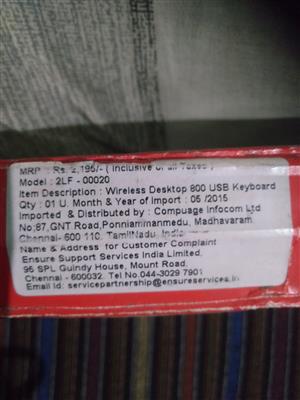 MRP : Rs. 2,195/- ( Inclusive of all Taxes )
Model : 2LF - 00020
Item Description : Wireless Desktop 800 USB Keyboard
Qty : 01 U. Month & Year of Import : 05 /2015
Imported & Distributed by : Compuage Infocom Ltd
No:87,GNT Road,Ponniammanmedu, Madhavaram
Chennai- 600 110, TamilNadu, India
Name & Address for Customer Complaint
Ensure Support Services India Limited,
95 SPL Guindy House, Mount Road,
Chennai - 600032. Tel No.044-3029 7901
Email Id: servicepartnership@ensureservices.in